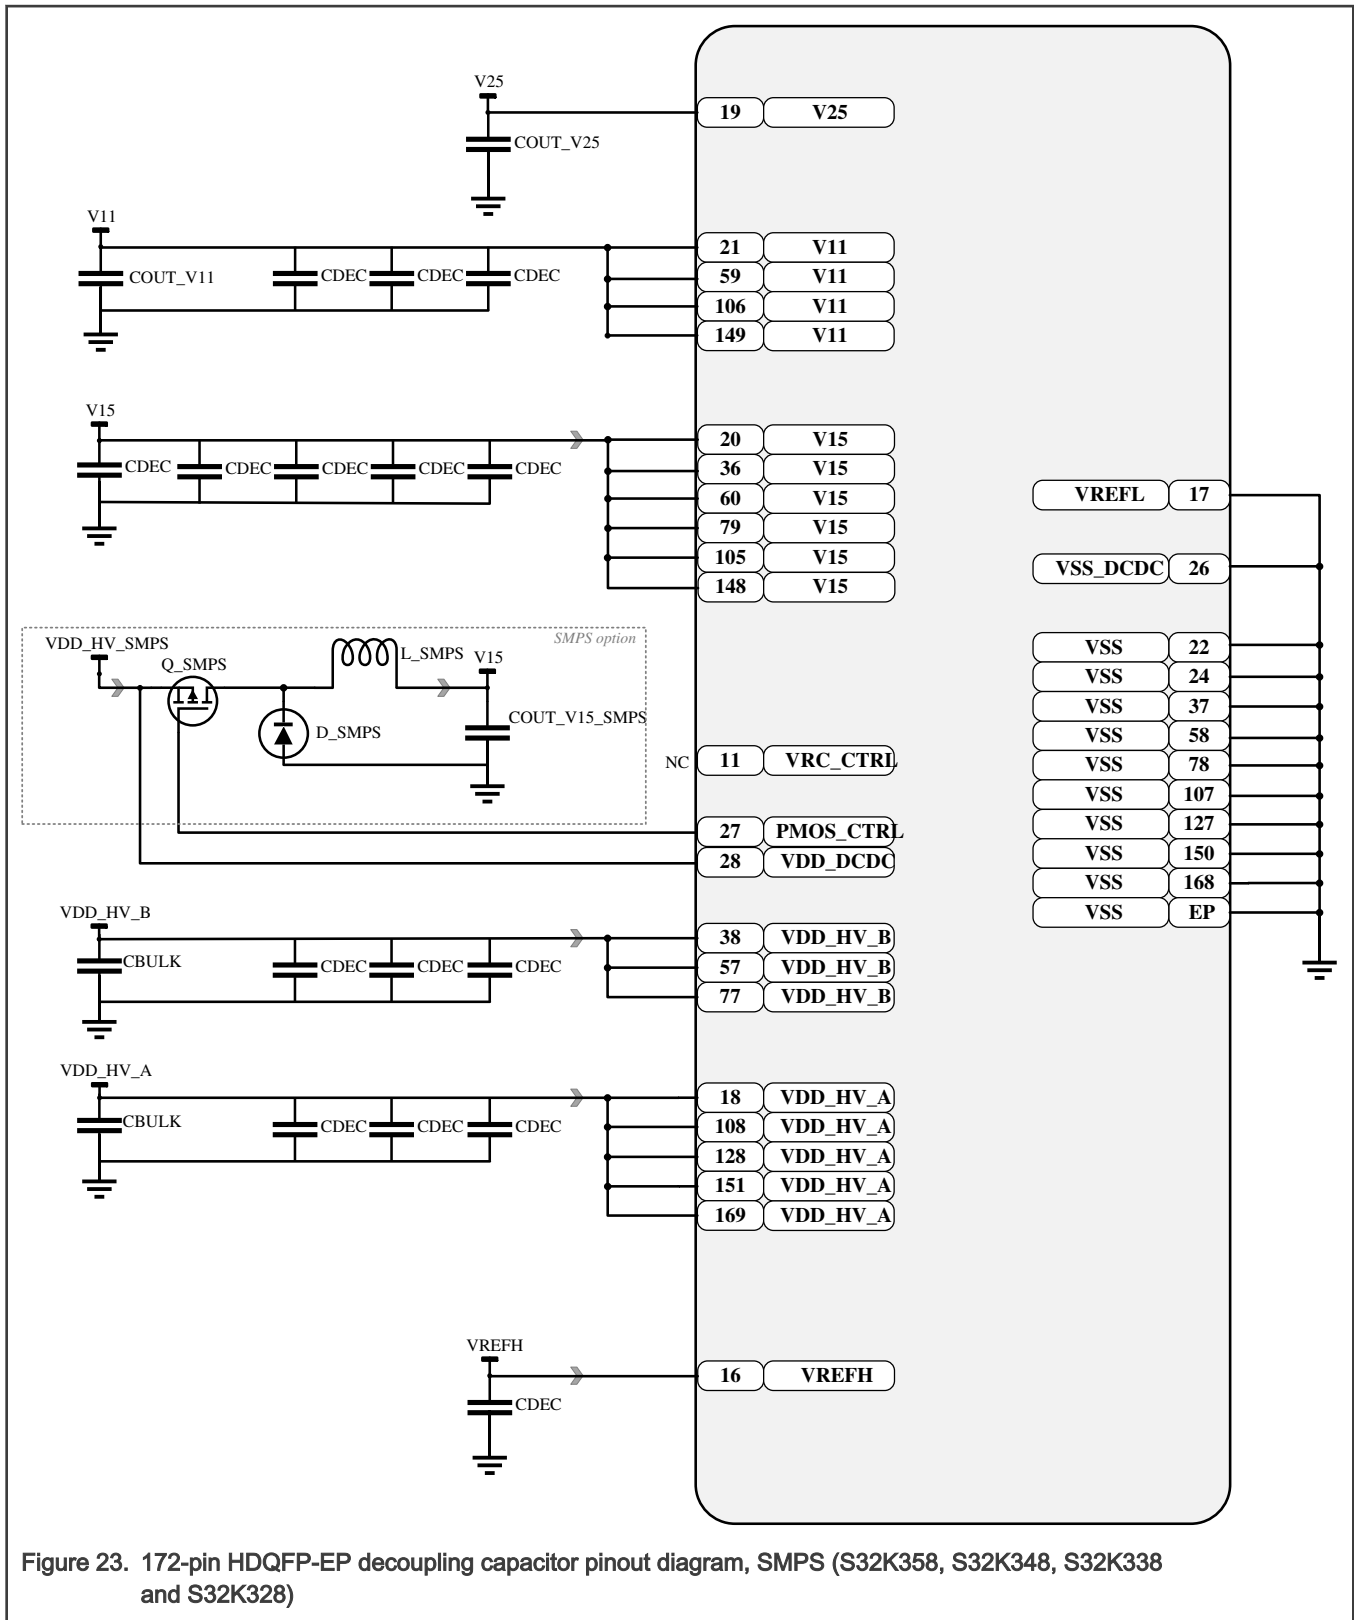 V25
19 V25
COUT_V25
V11
21 V11
COUT_V11 CDEC CDEC CDEC
59 V11
106 V11
149 V11
V15
20 V15
CDEC CDEC CDEC CDEC CDEC
36 V15
60 V15
79 V15
105 V15
148 V15
VREFL 17
VSS_DCDC 26
VSS 22
VSS 24
VSS 37
VSS 58
VSS 78
VSS 107
VSS 127
VSS 150
VSS 168
VSS EP
SMPS option
VDD_HV_SMPS
Q_SMPS
L_SMPS
V15
D_SMPS
COUT_V15_SMPS
NC 11 VRC_CTRL
27 PMOS_CTRL
28 VDD_DCDC
VDD_HV_B
38 VDD_HV_B
CBULK CDEC CDEC CDEC
57 VDD_HV_B
77 VDD_HV_B
VDD_HV_A
18 VDD_HV_A
CBULK CDEC CDEC CDEC
108 VDD_HV_A
128 VDD_HV_A
151 VDD_HV_A
169 VDD_HV_A
VREFH
16 VREFH
CDEC
Figure 23. 172-pin HDQFP-EP decoupling capacitor pinout diagram, SMPS (S32K358, S32K348, S32K338
and S32K328)